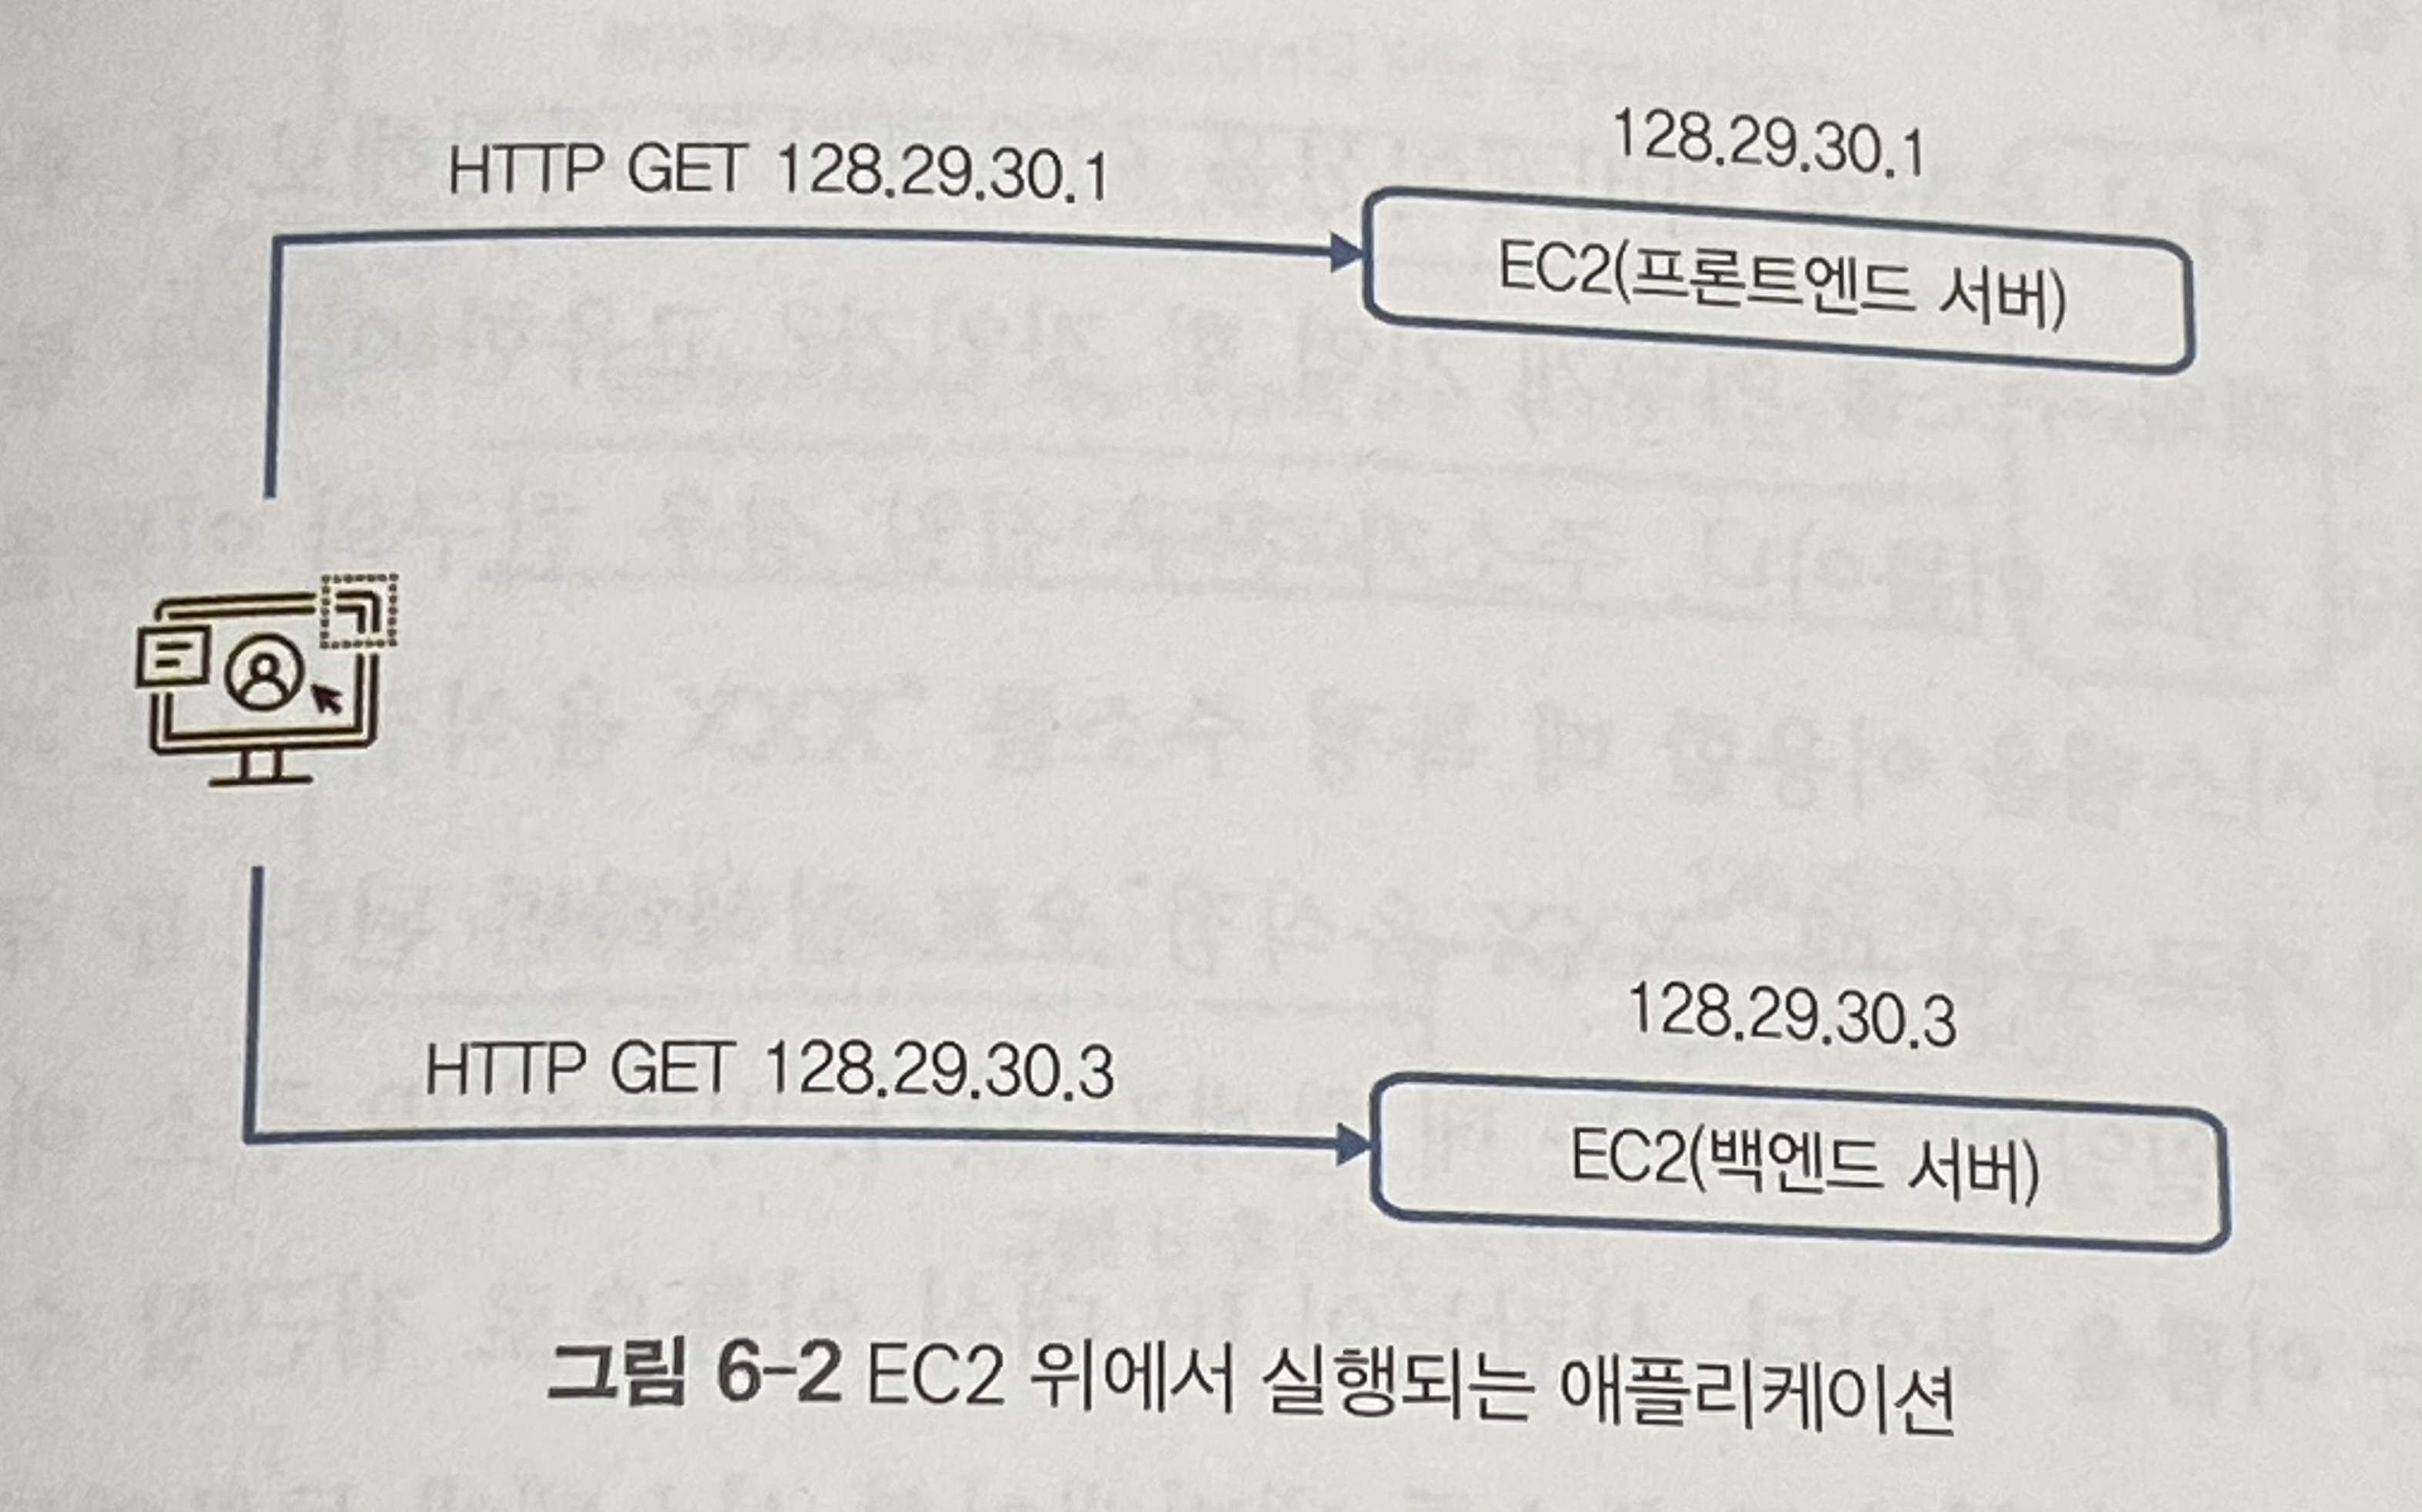 128.29.30.1
HTTP GET 128.29.30.1
EC2(프론트엔드 서버)
128.29.30.3
HTTP GET 128.29.30.3
EC2(백엔드 서버)
그림 6-2 EC2 위에서 실행되는 애플리케이션